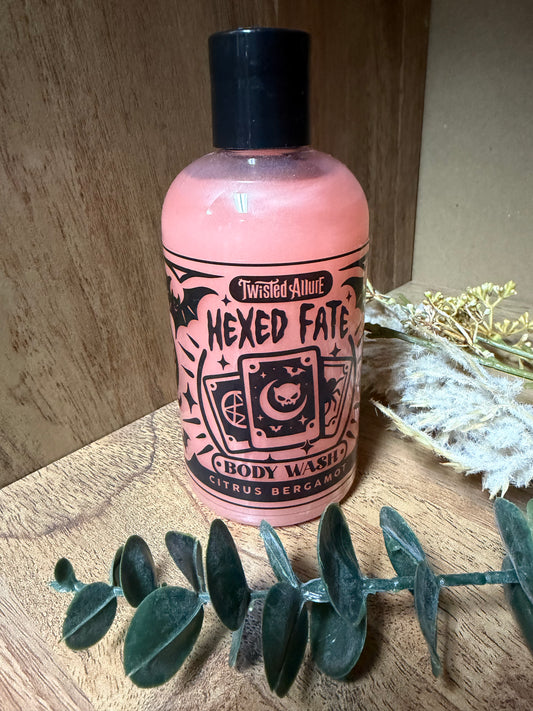 Twisted Allure
HEXED FATE
BODY WASH
CITRUS BERGAMOT